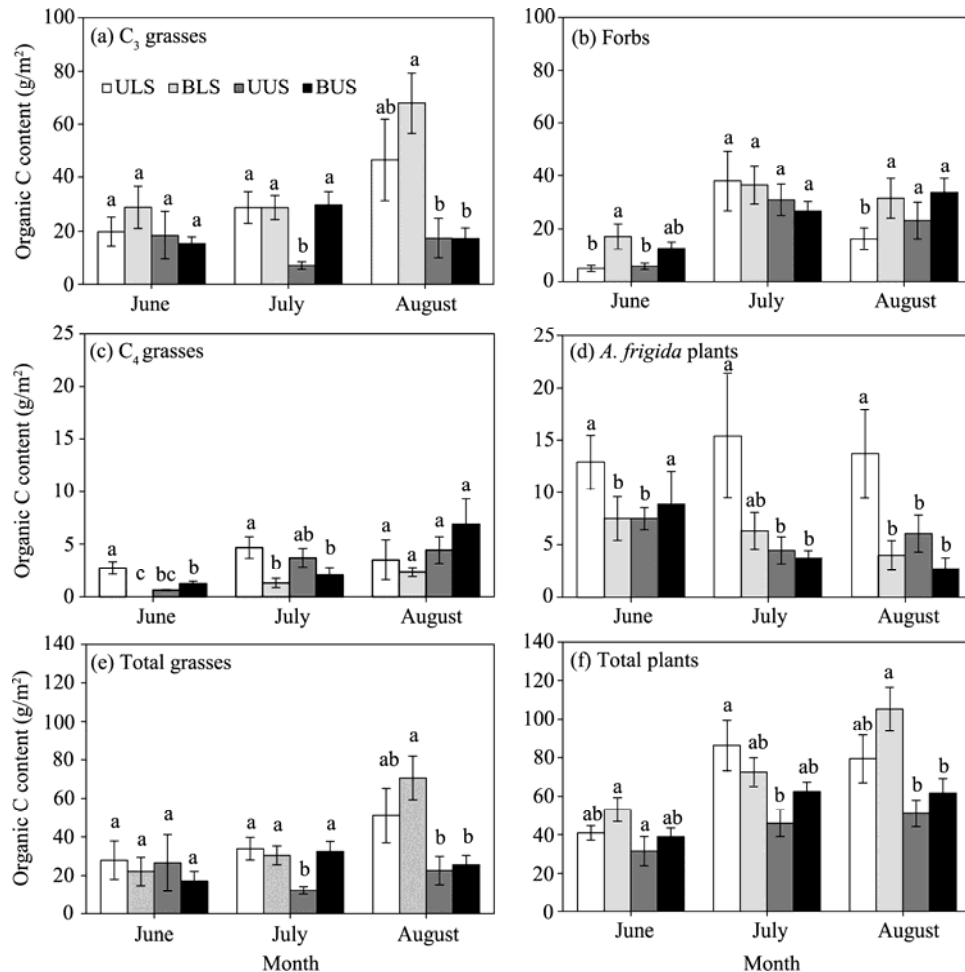 (a) C3 grasses
ULS BLS UUS BUS
Organic C content (g/m²)
100
80
60
40
20
0
a a a a
a a b a
ab a b b
June July August
(b) Forbs
100
80
60
40
20
0
b a b ab
a a a a
b a a a
June July August
(c) C4 grasses
Organic C content (g/m²)
25
20
15
10
5
0
a c bc b
a b ab b
a a a a
June July August
(d) A. frigida plants
25
20
15
10
5
0
a b b a
a ab b b
a b b b
June July August
(e) Total grasses
Organic C content (g/m²)
140
120
100
80
60
40
20
0
a a a a
a a b a
ab a b b
June July August
Month
(f) Total plants
140
120
100
80
60
40
20
0
ab a a ab
a ab b ab
ab a b b
June July August
Month